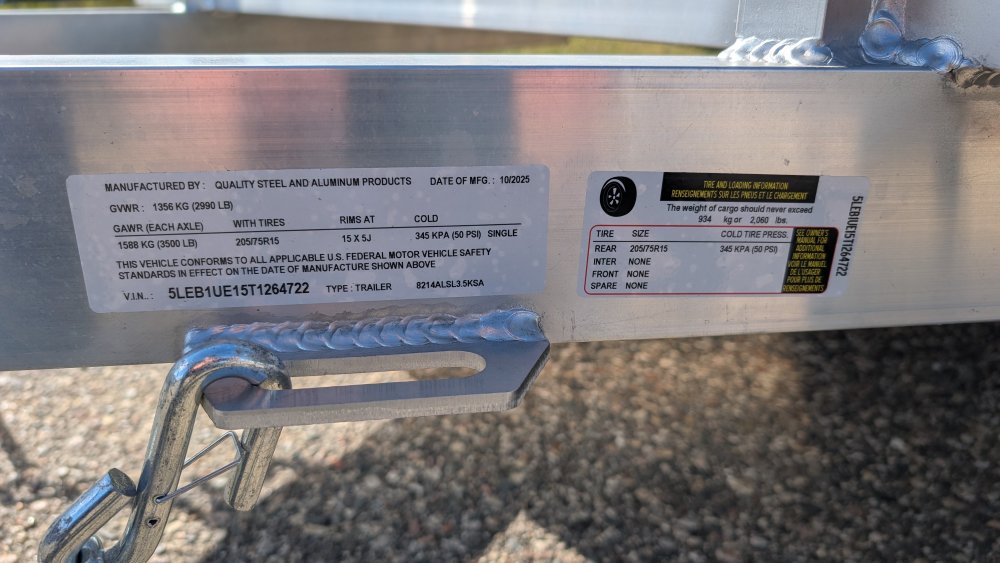 MANUFACTURED BY : QUALITY STEEL AND ALUMINUM PRODUCTS DATE OF MFG. : 10/2025
GVWR : 1356 KG (2990 LB)
GAWR (EACH AXLE) WITH TIRES RIMS AT COLD
1588 KG (3500 LB) 205/75R15 15 X 5J 345 KPA (50 PSI) SINGLE
THIS VEHICLE CONFORMS TO ALL APPLICABLE U.S. FEDERAL MOTOR VEHICLE SAFETY
STANDARDS IN EFFECT ON THE DATE OF MANUFACTURE SHOWN ABOVE
V.I.N. : 5LEB1UE15T1264722 TYPE : TRAILER 8214ALSL3.5KSA
TIRE AND LOADING INFORMATION
RENSEIGNEMENTS SUR LES PNEUS ET LE CHARGEMENT
The weight of cargo should never exceed
934 kg or 2,060 lbs.
TIRE SIZE COLD TIRE PRESS.
REAR 205/75R15 345 KPA (50 PSI)
INTER NONE
FRONT NONE
SPARE NONE
SEE OWNER'S
MANUAL FOR
ADDITIONAL
INFORMATION
VOIR LE MANUEL
DE L'USAGER
POUR PLUS DE
RENSEIGNEMENTS
5LEB1UE15T1264722